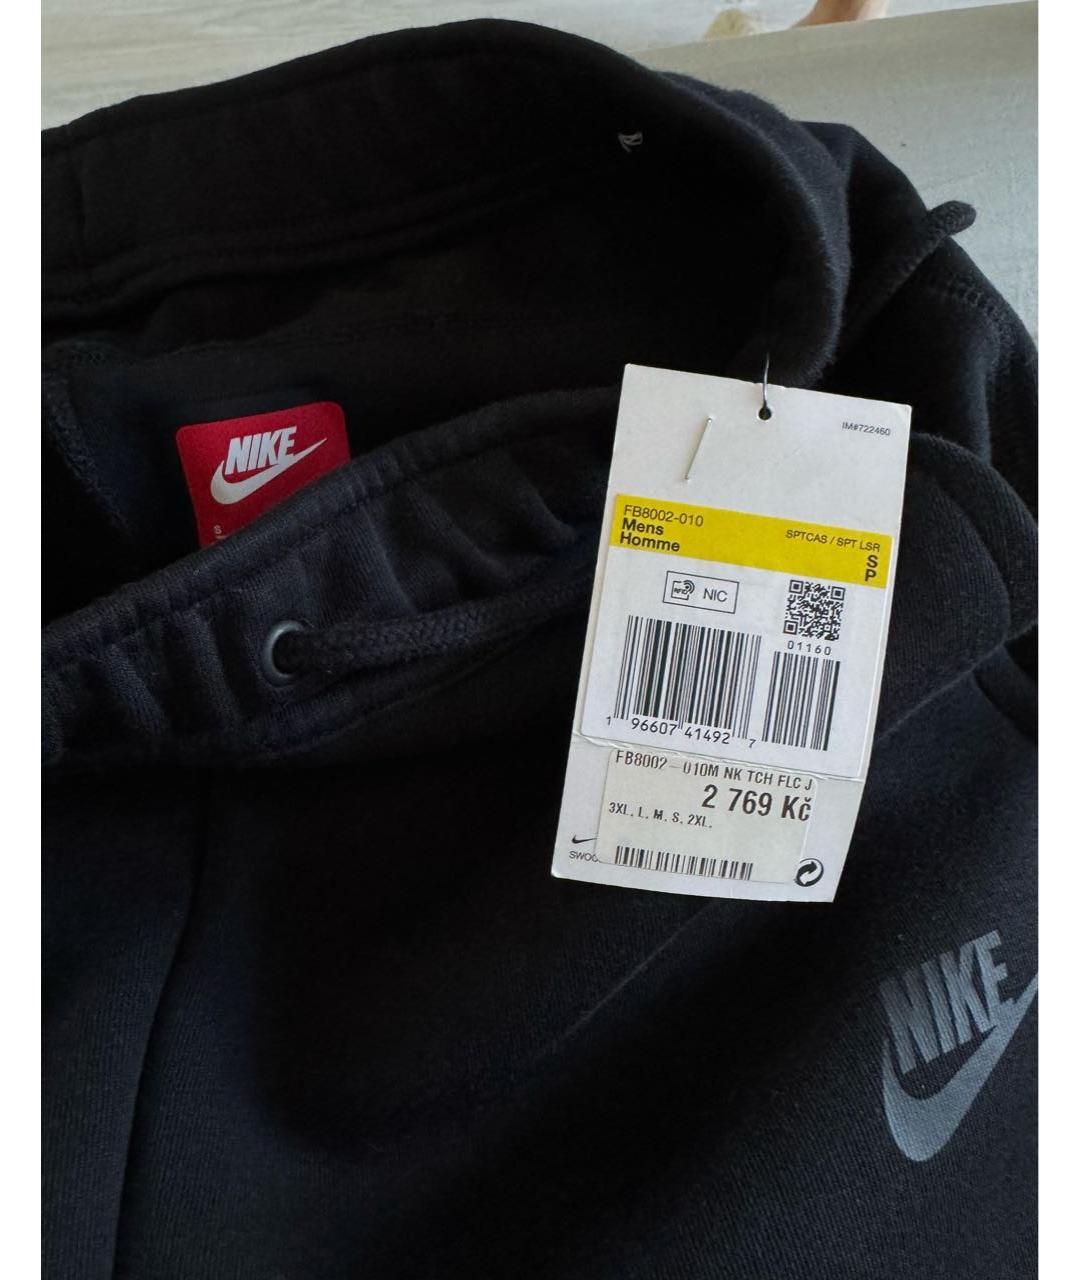 NIKE
IM#722460
FB8002-010
SPTCAS / SPT LSR
Mens
Homme
S
P
NIC
01160
1 96607 41492 7
FB8002-010M NK TCH FLC J
2 769 Kč
3XL, L, M, S, 2XL,
NIKE